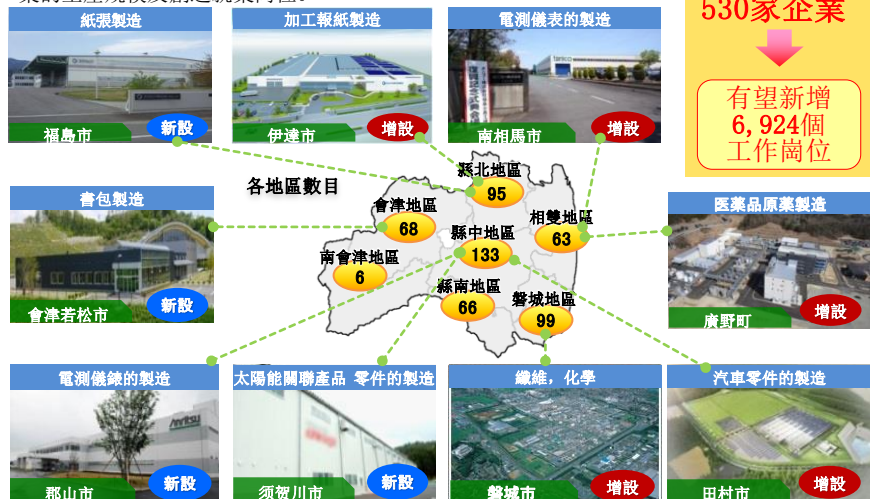 530家企業
有望新增
6,924個
工作崗位
紙張製造
福島市
新設
加工報紙製造
伊達市
增設
電測儀表的製造
tanico
南相馬市
增設
各地區數目
縣北地區
95
會津地區
68
相雙地區
63
縣中地區
133
南會津地區
6
縣南地區
66
磐城地區
99
書包製造
會津若松市
新設
医薬品原薬製造
廣野町
增設
電測儀錶的製造
Anritsu
郡山市
新設
太陽能關聯產品 零件的製造
須賀川市
新設
纖維，化學
磐城市
增設
汽車零件的製造
田村市
增設